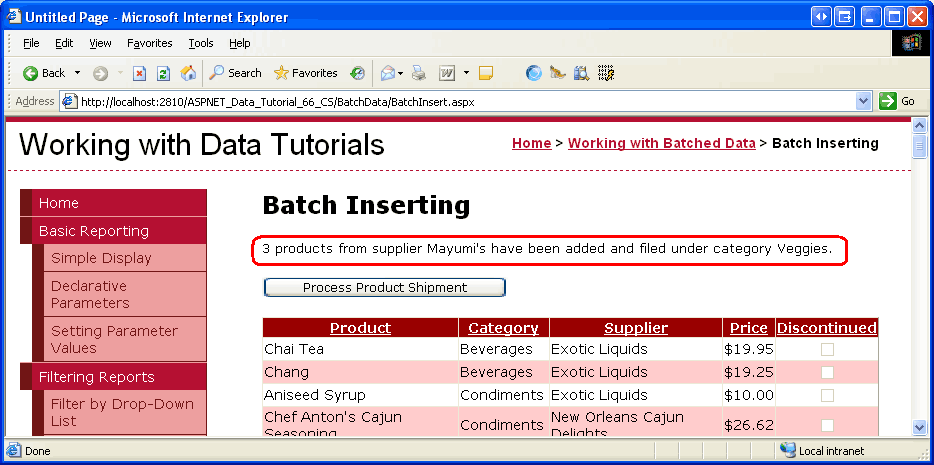 Untitled Page - Microsoft Internet Explorer
File Edit View Favorites Tools Help
Back Search Favorites
Address http://localhost:2810/ASPNET_Data_Tutorial_66_CS/BatchData/BatchInsert.aspx Go
Working with Data Tutorials
Home > Working with Batched Data > Batch Inserting
Home
Basic Reporting
Simple Display
Declarative
Parameters
Setting Parameter
Values
Filtering Reports
Filter by Drop-Down
List
Batch Inserting
3 products from supplier Mayumi's have been added and filed under category Veggies.
Process Product Shipment
Product Category Supplier Price Discontinued
Chai Tea Beverages Exotic Liquids $19.95
Chang Beverages Exotic Liquids $19.25
Aniseed Syrup Condiments Exotic Liquids $10.00
Chef Anton's Cajun
Seasoning Condiments New Orleans Cajun
Delights $26.62
Done Local intranet